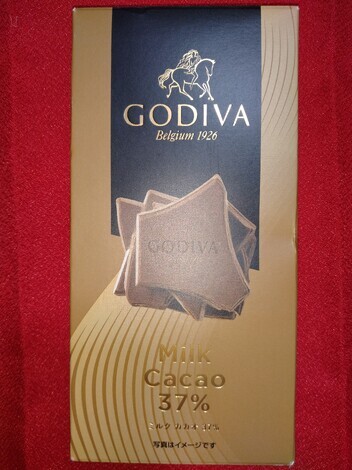 GODIVA
Belgium 1926
GODIVA
Milk
Cacao
37%
ミルク カカオ 37%
写真はイメージです